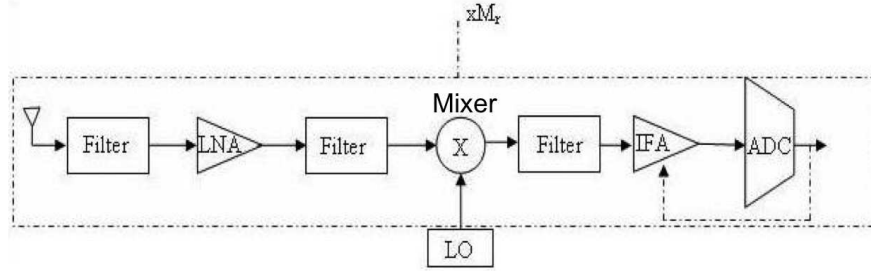 xMr
Mixer
Filter
LNA
Filter
X
Filter
IFA
ADC
LO